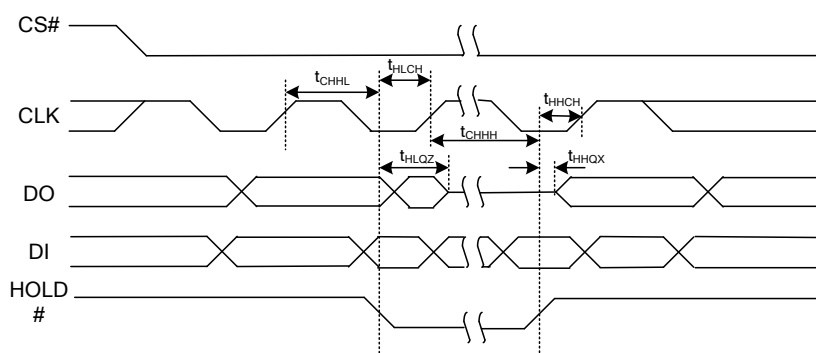 CS#
tHLCH
tCHHL
tHHCH
CLK
tCHHH
tHLQZ
tHHQX
DO
DI
HOLD
#